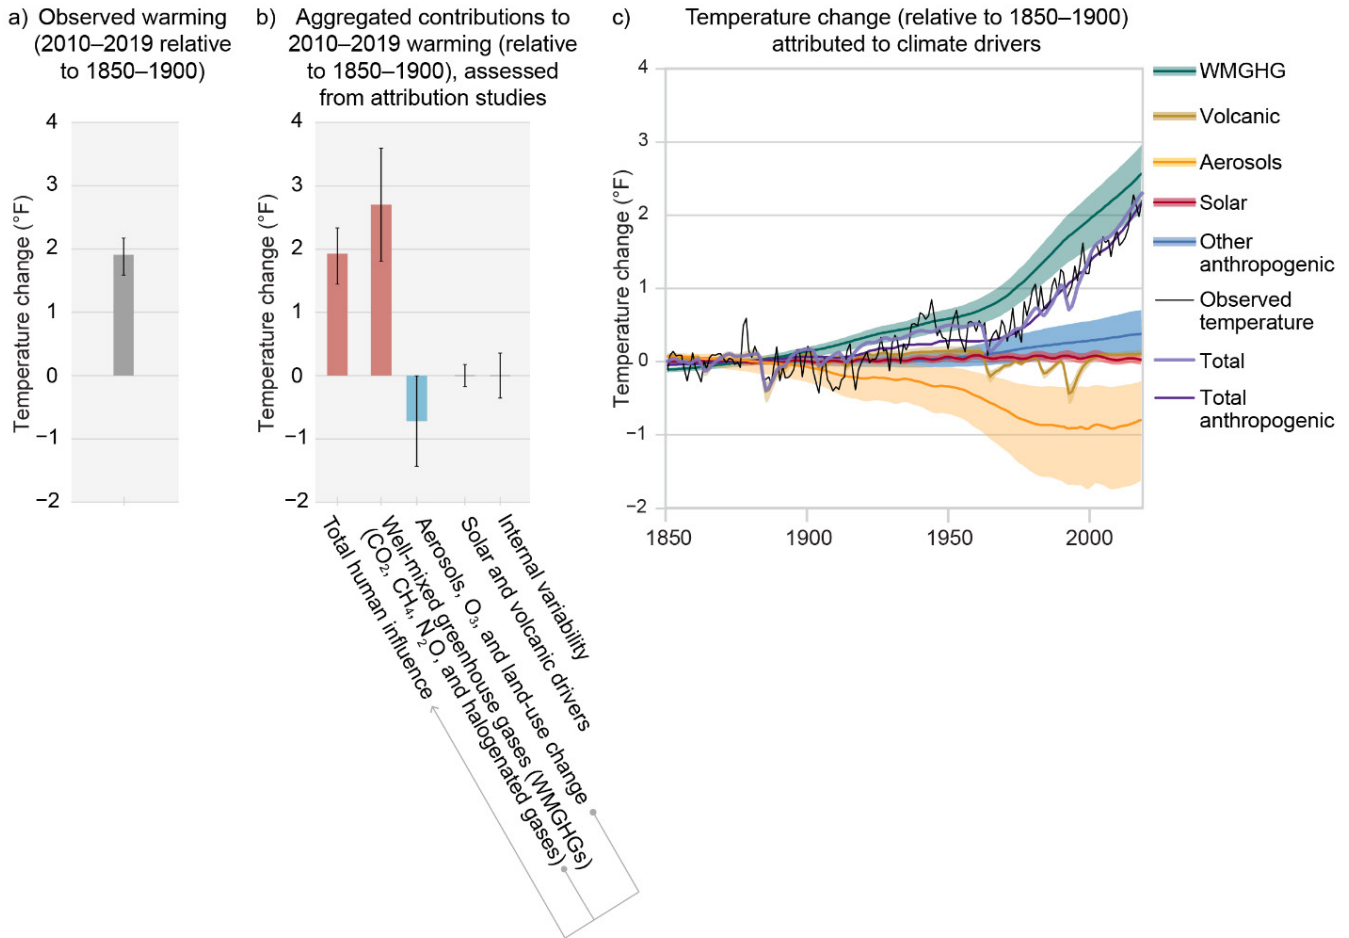 a) Observed warming
(2010–2019 relative
to 1850–1900)
Temperature change (°F)
4
3
2
1
0
−1
−2
b) Aggregated contributions to
2010–2019 warming (relative
to 1850–1900), assessed
from attribution studies
Temperature change (°F)
4
3
2
1
0
−1
−2
Total human influence
Well-mixed greenhouse gases (WMGHGs)
(CO₂, CH₄, N₂O, and halogenated gases)
Aerosols, O₃, and land-use change
Solar and volcanic drivers
Internal variability
c) Temperature change (relative to 1850–1900)
attributed to climate drivers
Temperature change (°F)
4
3
2
1
0
−1
−2
1850
1900
1950
2000
WMGHG
Volcanic
Aerosols
Solar
Other
anthropogenic
Observed
temperature
Total
Total
anthropogenic